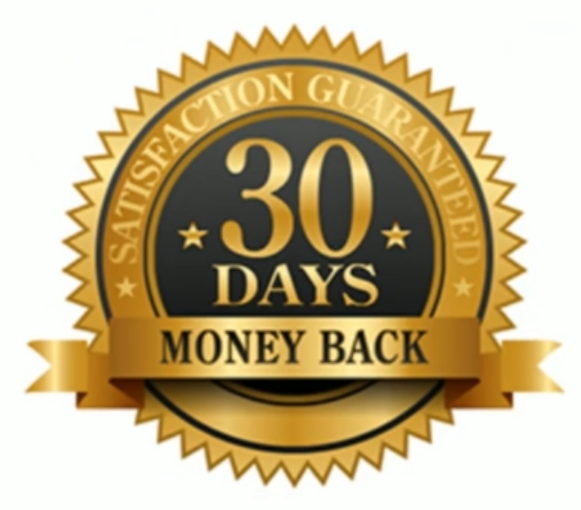 SATISFACTION GUARANTEED
30
DAYS
MONEY BACK